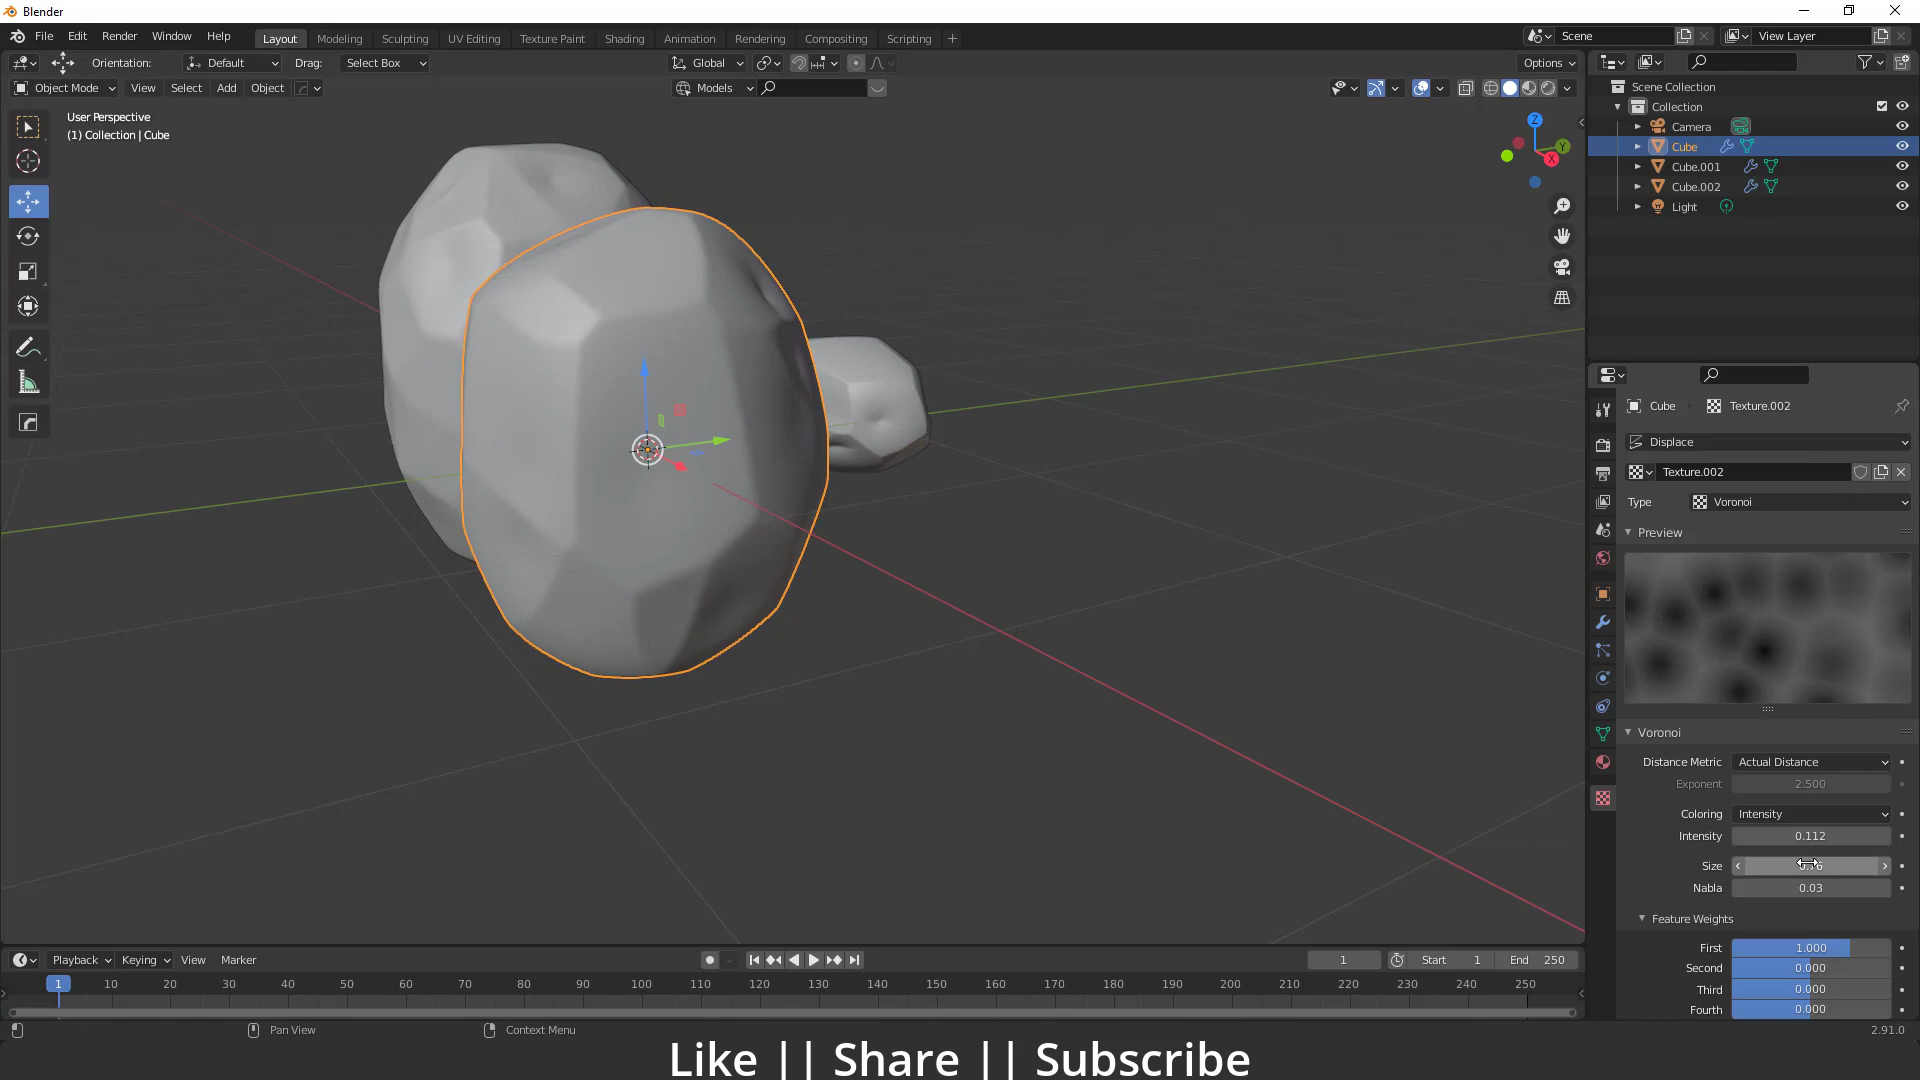 Blender
File Edit Render Window Help Layout Modeling Sculpting UV Editing Texture Paint Shading Animation Rendering Compositing Scripting + Scene View Layer
Orientation: Default Drag: Select Box Global Options
Object Mode View Select Add Object Models
User Perspective
(1) Collection | Cube
Z
Y
X
Scene Collection
Collection
Camera
Cube
Cube.001
Cube.002
Light
Cube Texture.002
Displace
Texture.002
Type Voronoi
Preview
Voronoi
Distance Metric Actual Distance
Exponent 2.500
Coloring Intensity
Intensity 0.112
Size
Nabla 0.03
Feature Weights
First 1.000
Second 0.000
Third 0.000
Fourth 0.000
Playback Keying View Marker 1 Start 1 End 250
1 10 20 30 40 50 60 70 80 90 100 110 120 130 140 150 160 170 180 190 200 210 220 230 240 250
Pan View Context Menu 2.91.0
Like || Share || Subscribe